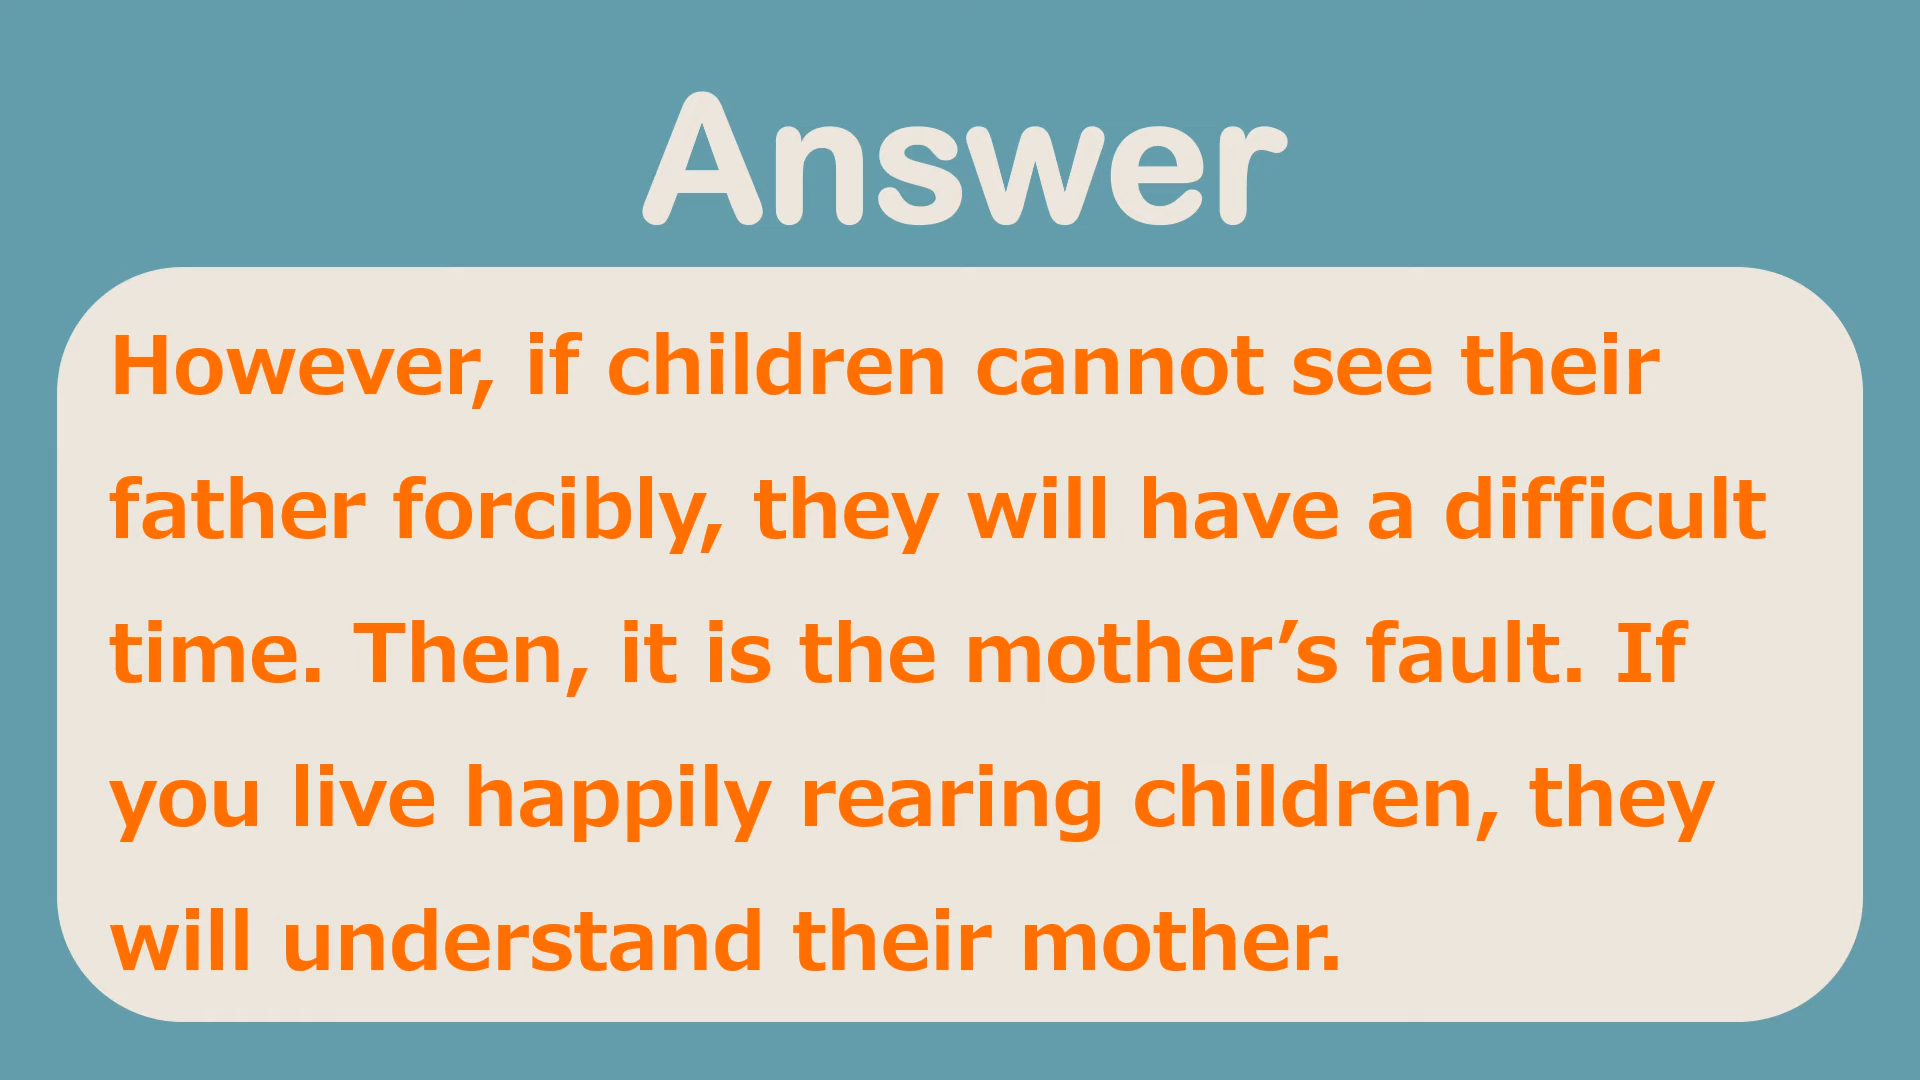 Answer
However, if children cannot see their
father forcibly, they will have a difficult
time. Then, it is the mother’s fault. If
you live happily rearing children, they
will understand their mother.